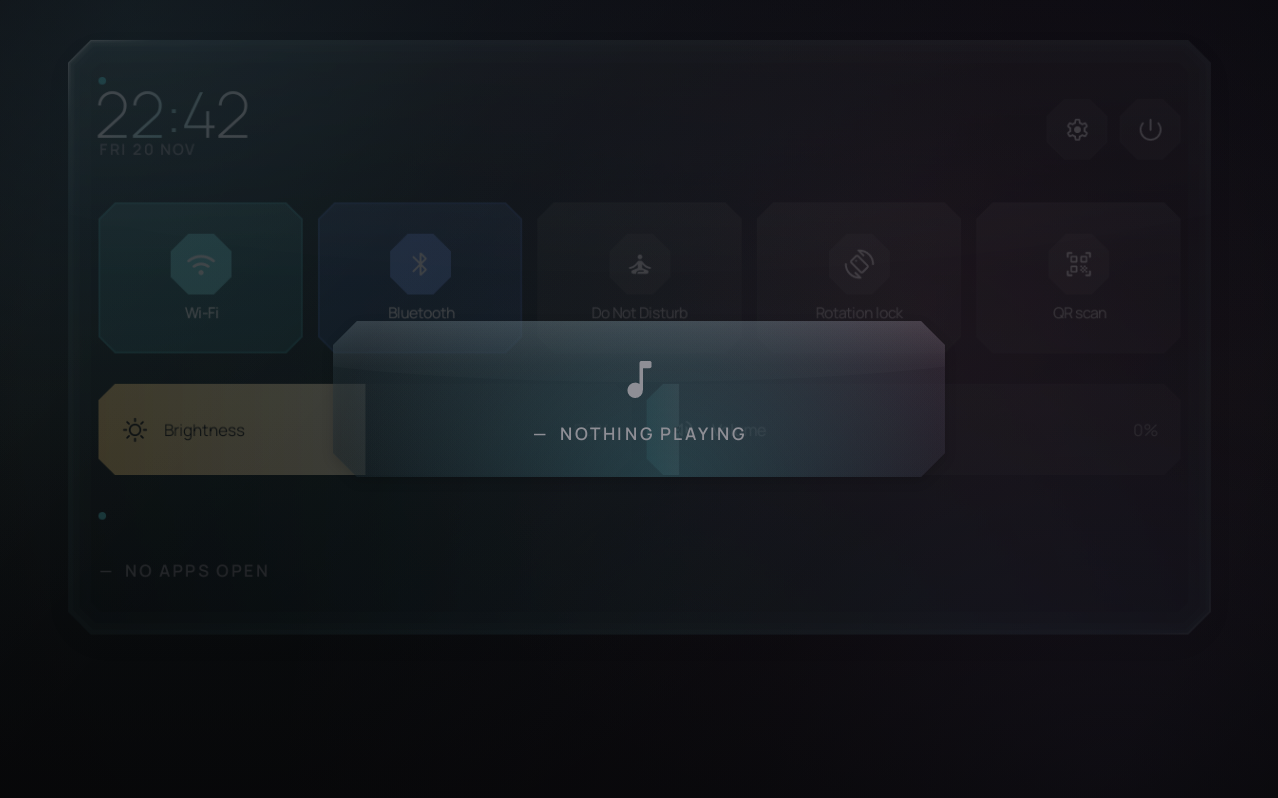 22:42
FRI 20 NOV
Wi-Fi
Bluetooth
Do Not Disturb
Rotation lock
QR scan
Brightness
0%
— NOTHING PLAYING
— NO APPS OPEN